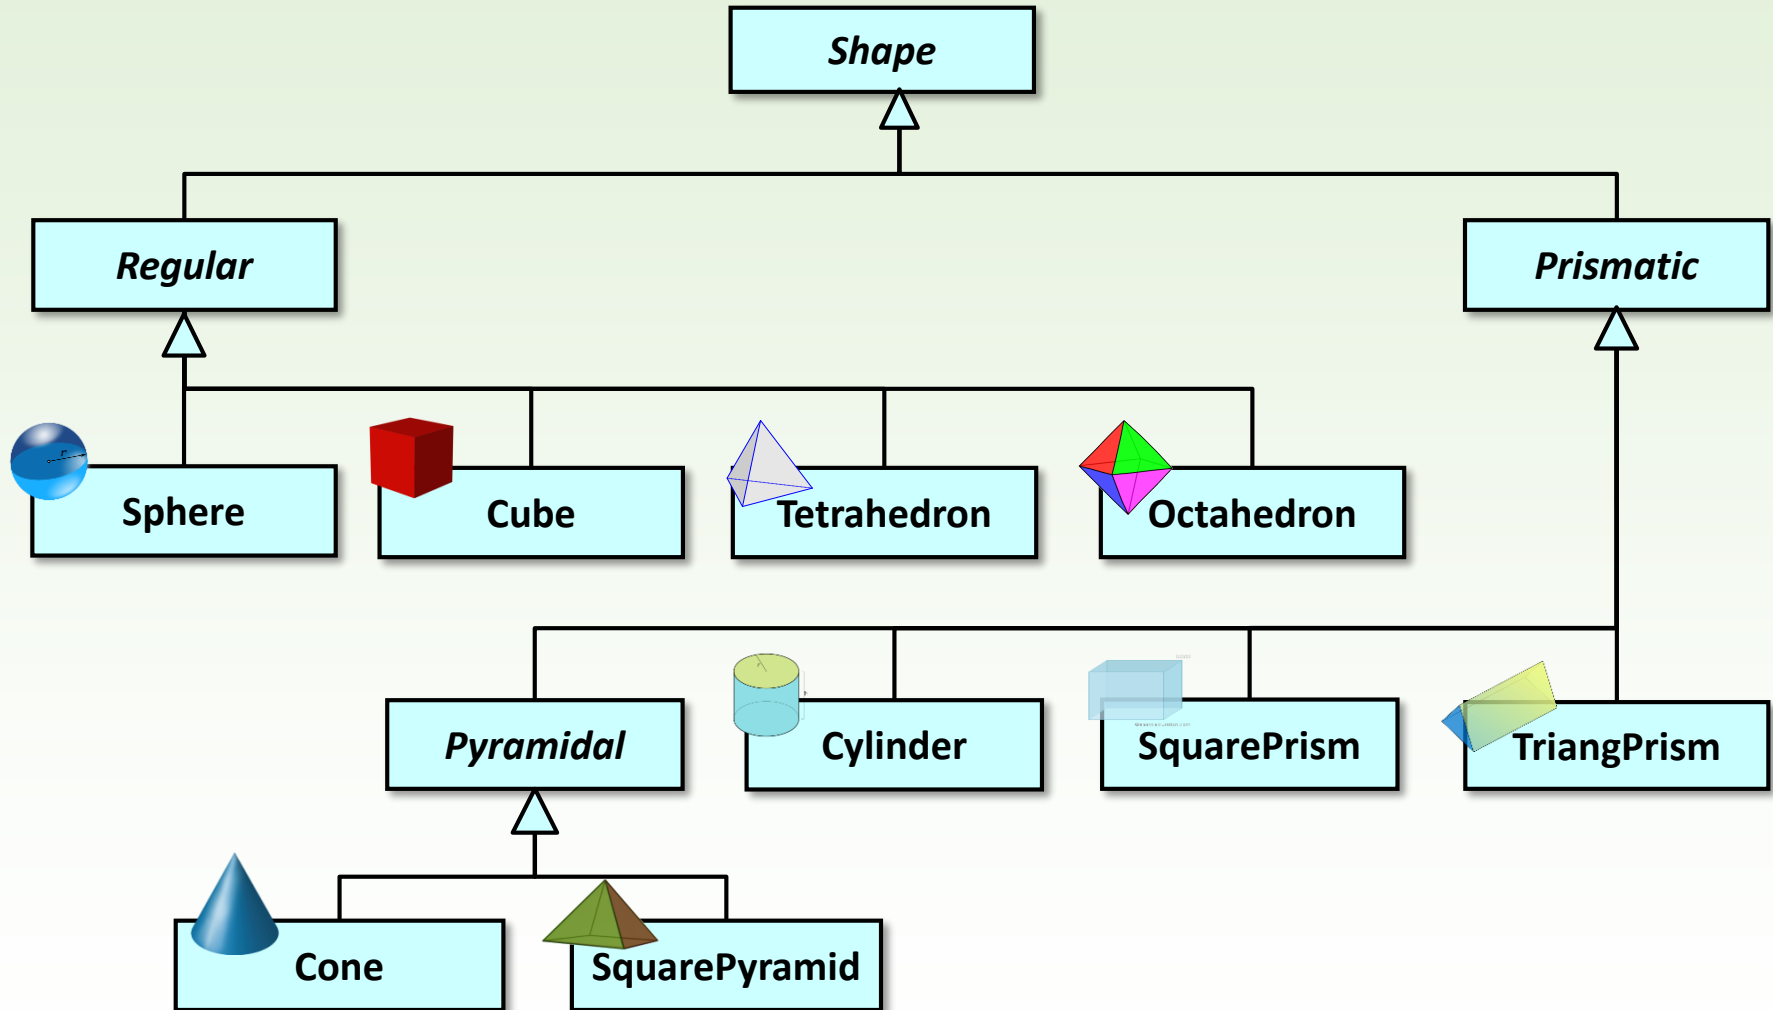 Shape
Regular
Prismatic
r
Sphere
Cube
Tetrahedron
Octahedron
Pyramidal
Cylinder
SquarePrism
TriangPrism
Cone
SquarePyramid